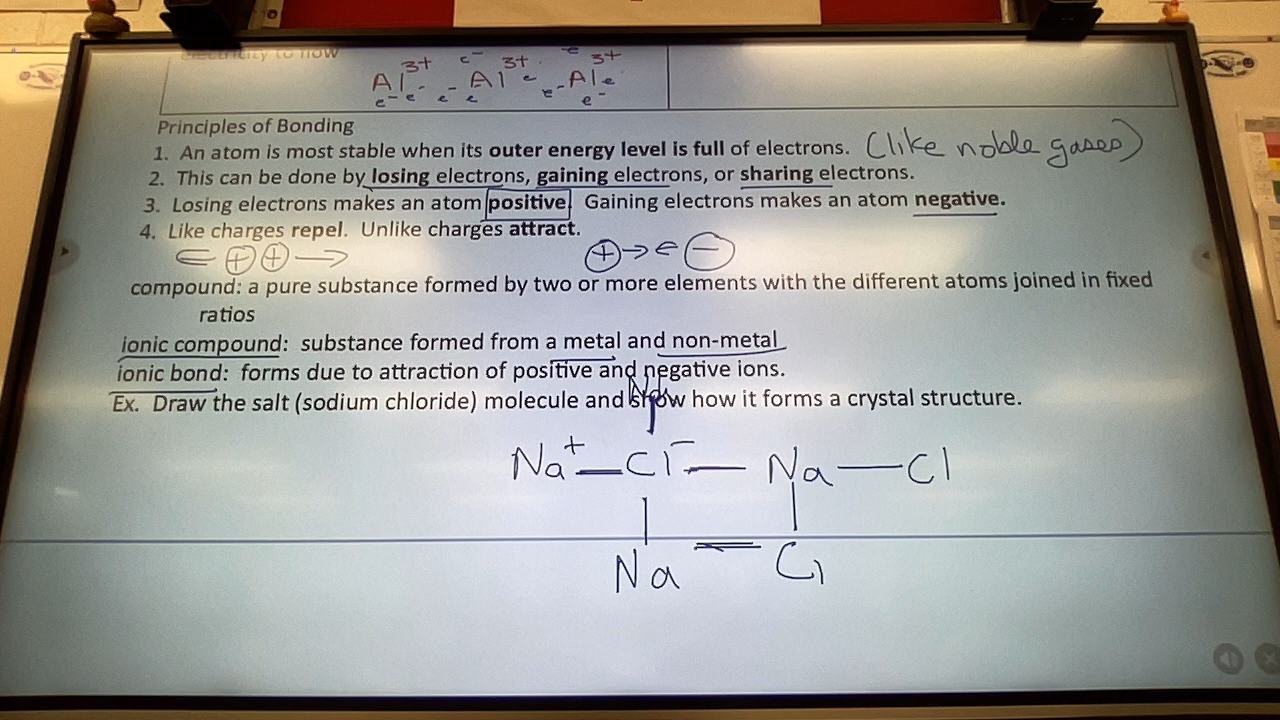 electricity to flow
Al³⁺ e⁻ Al³⁺ e Al³⁺ e
e⁻ e⁻ e⁻ e e⁻ e⁻
Principles of Bonding
1. An atom is most stable when its outer energy level is full of electrons. (like noble gases)
2. This can be done by losing electrons, gaining electrons, or sharing electrons.
3. Losing electrons makes an atom positive. Gaining electrons makes an atom negative.
4. Like charges repel. Unlike charges attract.
← + + → + → ← −
compound: a pure substance formed by two or more elements with the different atoms joined in fixed
ratios
ionic compound: substance formed from a metal and non-metal
ionic bond: forms due to attraction of positive and negative ions.
Na
Ex. Draw the salt (sodium chloride) molecule and show how it forms a crystal structure.
Na⁺ — Cl⁻ — Na — Cl
Na = Cl